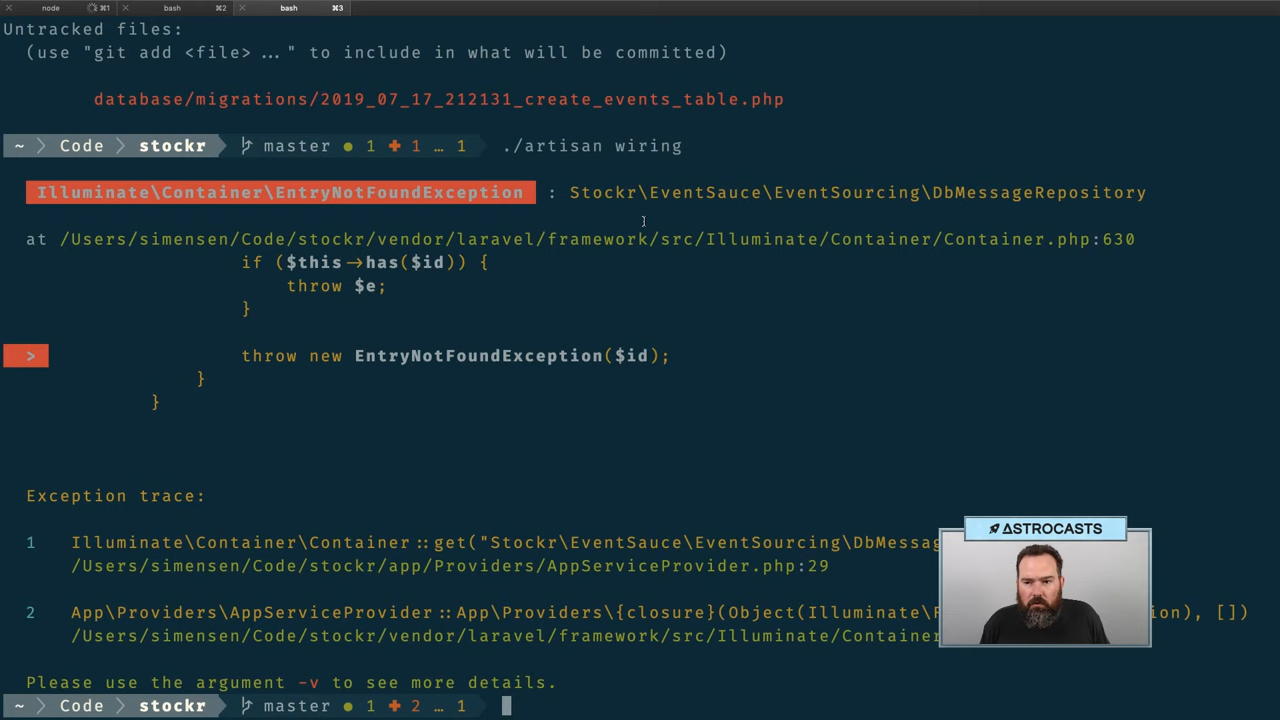 node ⌘1 bash ⌘2 bash ⌘3
Untracked files:
(use "git add <file>..." to include in what will be committed)
database/migrations/2019_07_17_212131_create_events_table.php
~ Code stockr master ● 1 ✚ 1 … 1 ./artisan wiring
Illuminate\Container\EntryNotFoundException : Stockr\EventSauce\EventSourcing\DbMessageRepository
at /Users/simensen/Code/stockr/vendor/laravel/framework/src/Illuminate/Container/Container.php:630
if ($this->has($id)) {
throw $e;
}
> throw new EntryNotFoundException($id);
}
}
Exception trace:
1 Illuminate\Container\Container::get("Stockr\EventSauce\EventSourcing\DbMessag
/Users/simensen/Code/stockr/app/Providers/AppServiceProvider.php:29
2 App\Providers\AppServiceProvider::App\Providers\{closure}(Object(Illuminate\F ion), [])
/Users/simensen/Code/stockr/vendor/laravel/framework/src/Illuminate/Container
Please use the argument -v to see more details.
~ Code stockr master ● 1 ✚ 2 … 1
ASTROCASTS